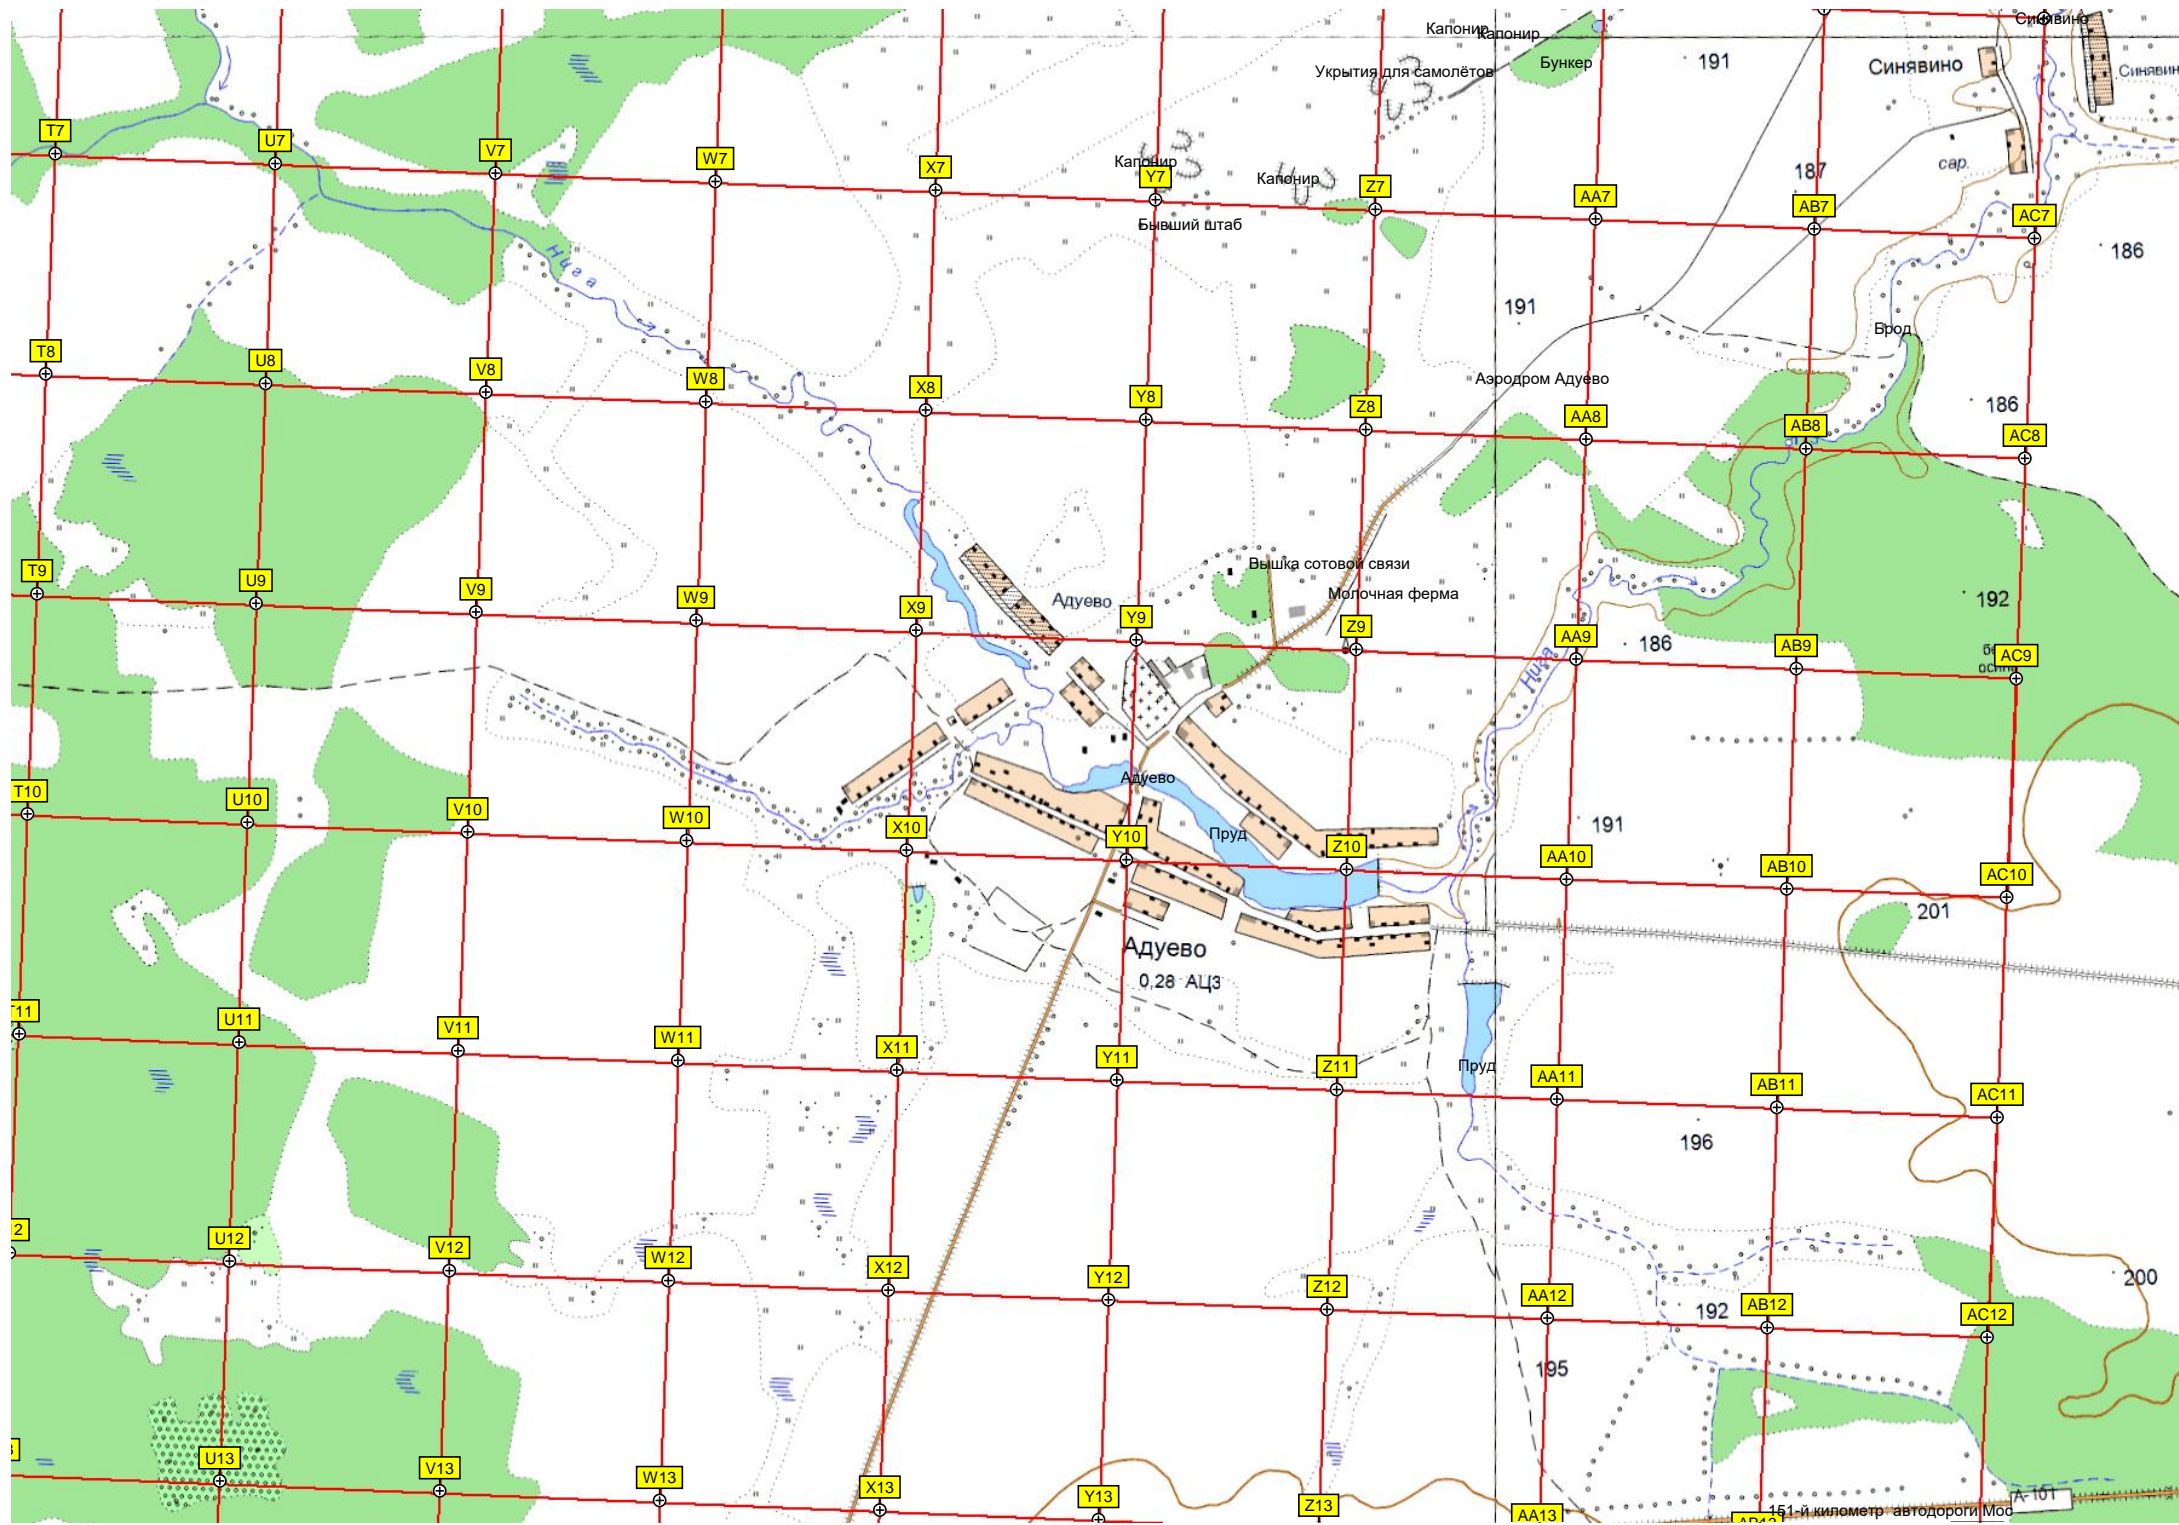 Капонир
Капонир
Синявино
Бункер
191
Синявино
Укрытия для самолётов
T7
U7
V7
W7
X7
Капонир
Y7
Капонир
Z7
AA7
187
AB7
сар.
AC7
Бывший штаб
186
Нига
191
Брод
T8
U8
V8
W8
X8
Y8
Z8
Аэродром Адуево
AA8
AB8
186
AC8
T9
U9
V9
W9
X9
Адуево
Y9
Вышка сотовой связи
Молочная ферма
Z9
AA9
186
AB9
192
AC9
Нига
T10
U10
V10
W10
X10
Адуево
Y10
Пруд
Z10
191
AA10
AB10
AC10
201
Адуево
0,28 АЦЗ
U11
V11
W11
X11
Y11
Z11
Пруд
AA11
AB11
AC11
196
U12
V12
W12
X12
Y12
Z12
AA12
192
AB12
AC12
200
195
U13
V13
W13
X13
Y13
Z13
AA13
151-й километр автодороги Мос
А-101